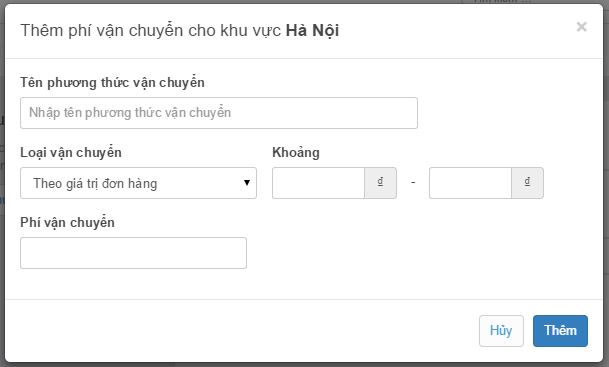 Thêm phí vận chuyển cho khu vực Hà Nội ×
Tên phương thức vận chuyển
Nhập tên phương thức vận chuyển
Loại vận chuyển Khoảng
Theo giá trị đơn hàng ₫ - ₫
Phí vận chuyển
Hủy Thêm